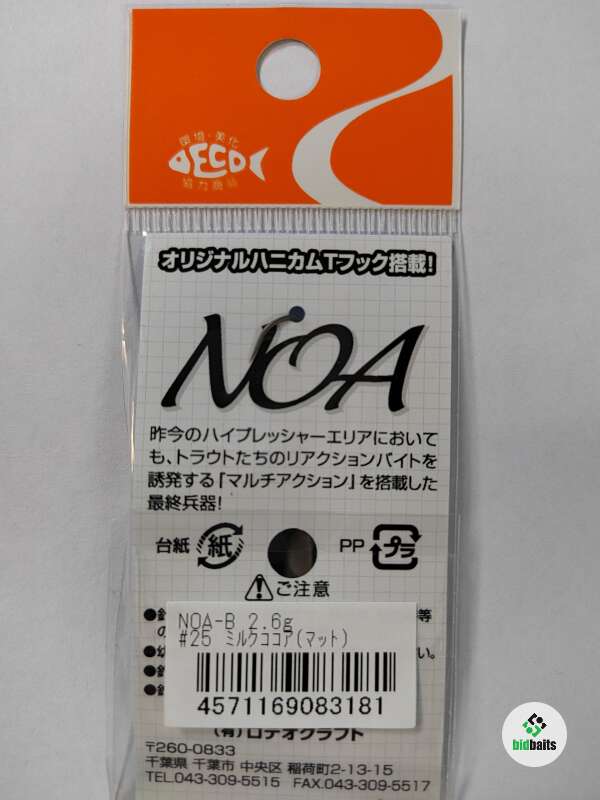 環境・美化
ECO
協力商品
オリジナルハニカムTフック搭載!
NOA
昨今のハイプレッシャーエリアにおいて
も、トラウトたちのリアクションバイトを
誘発する「マルチアクション」を搭載した
最終兵器!
台紙 紙 PP プラ
ご注意
NOA-B 2.6g
#25 ミルクココア(マット)
4571169083181
(有)ロデオクラフト
〒260-0833
千葉県 千葉市 中央区 稲荷町2-13-15
TEL.043-309-5515 FAX.043-309-5517
bidbaits